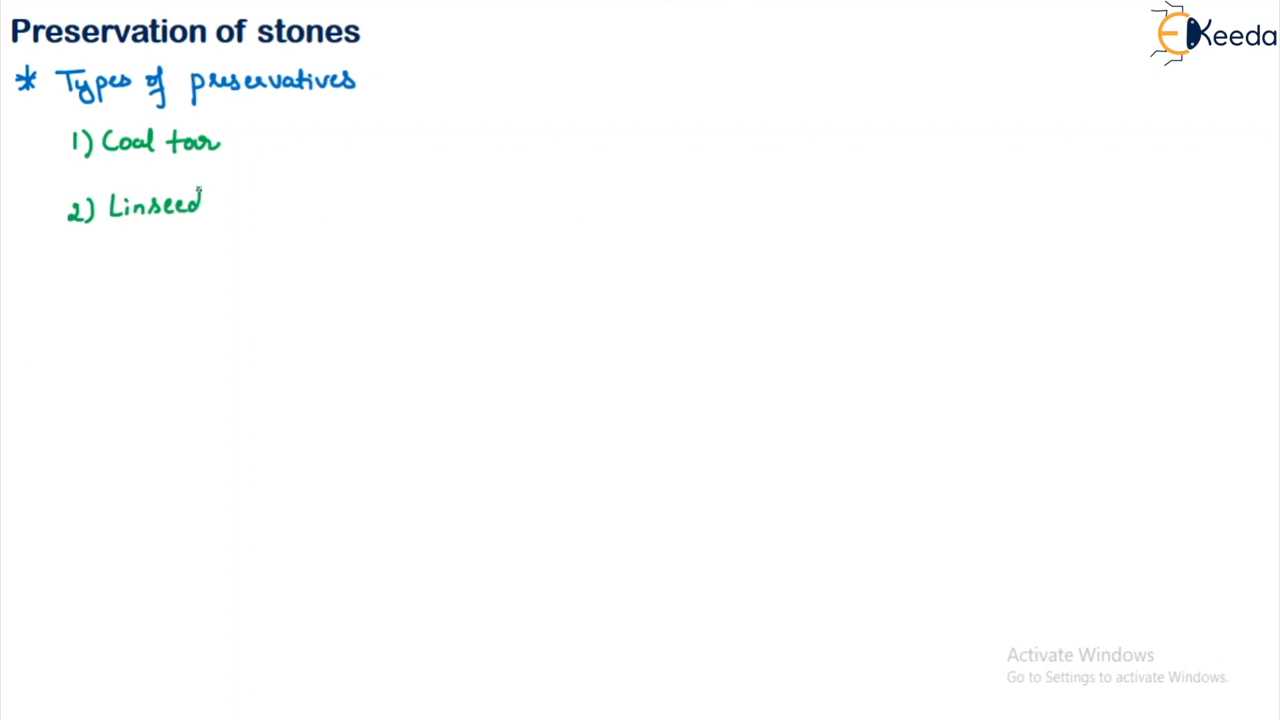 Preservation of stones
EKeeda
* Types of preservatives
1) Coal tar
2) Linseed
Activate Windows
Go to Settings to activate Windows.